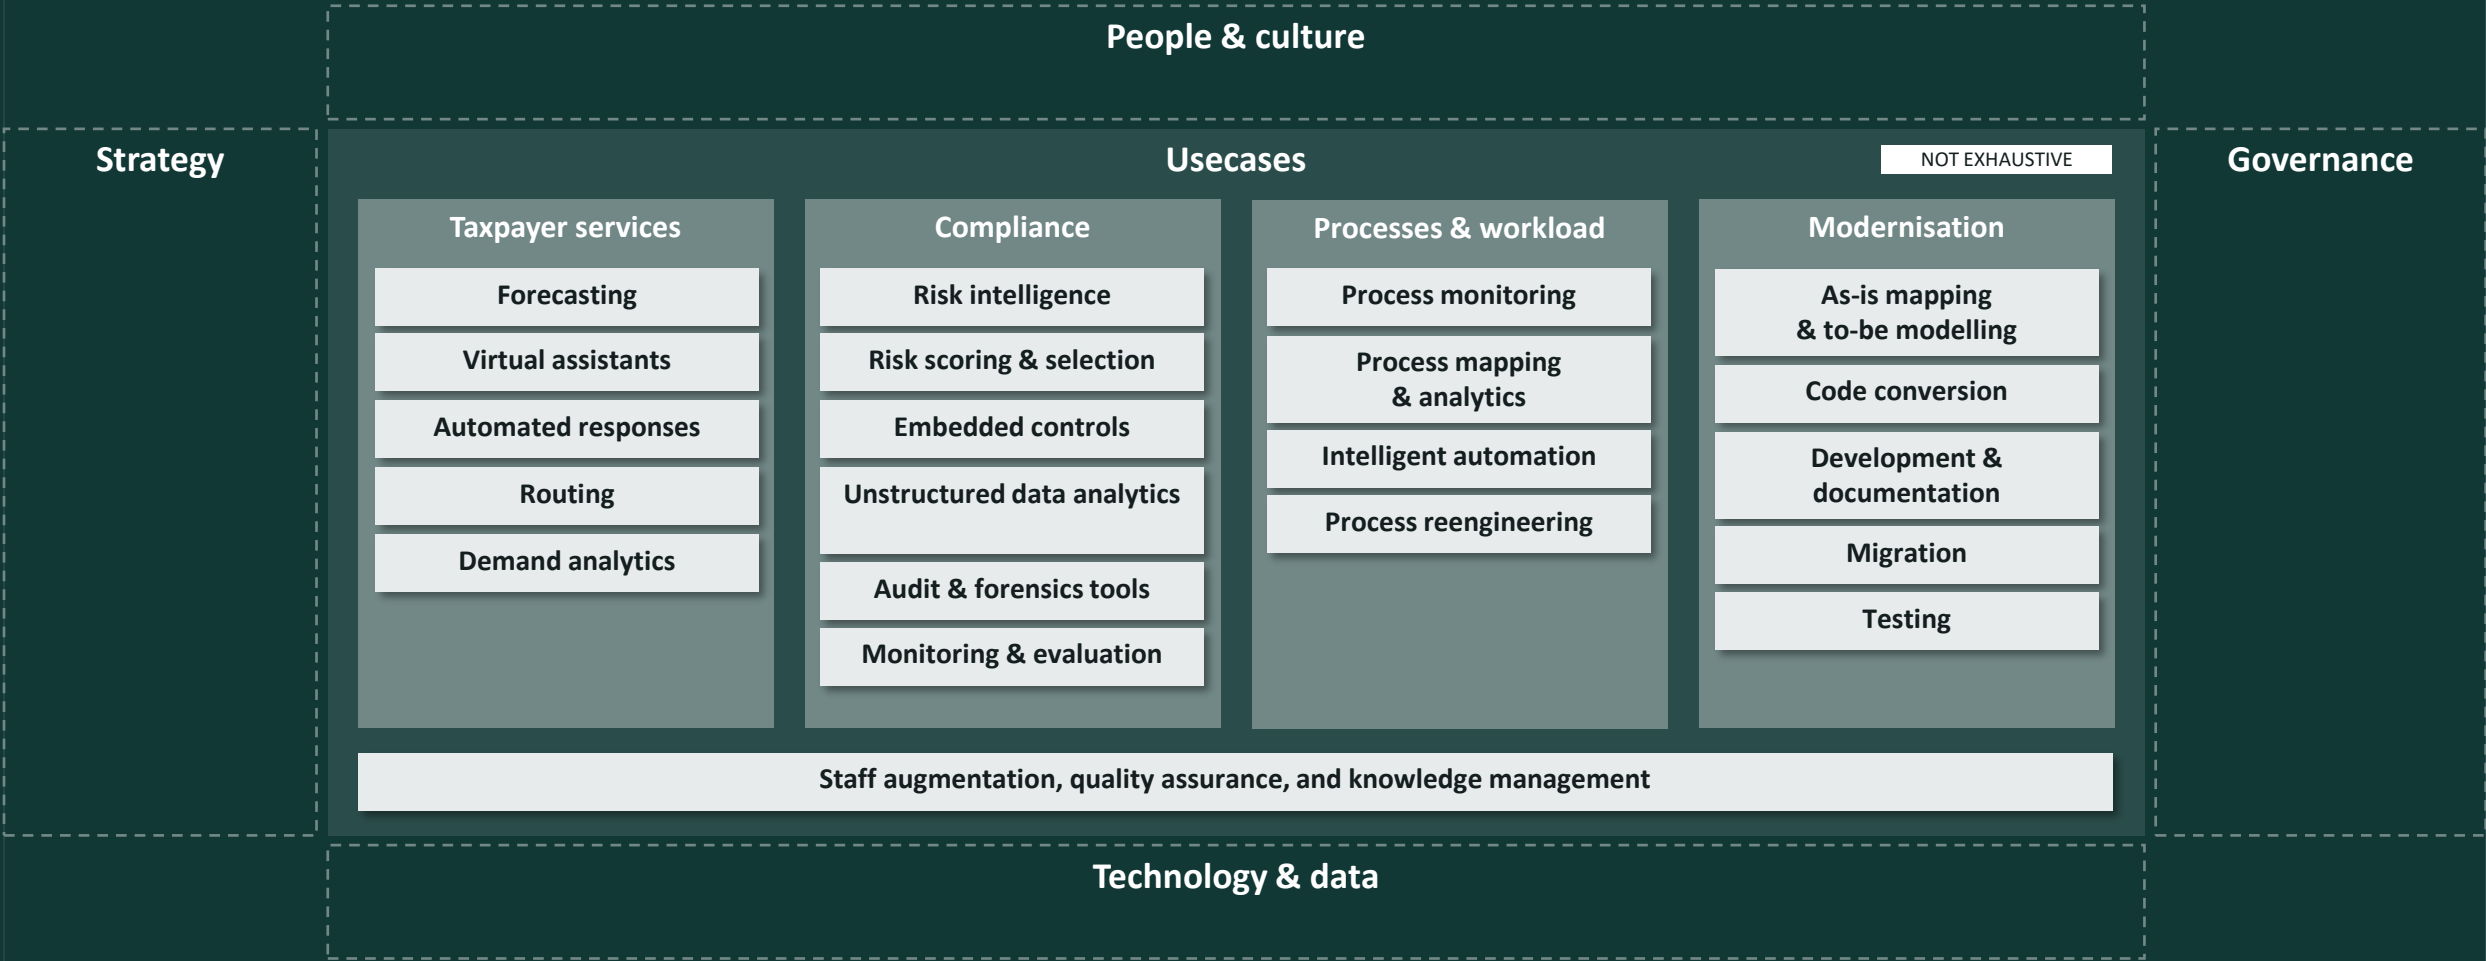 People & culture
Strategy
Usecases
NOT EXHAUSTIVE
Governance
Taxpayer services
Forecasting
Virtual assistants
Automated responses
Routing
Demand analytics
Compliance
Risk intelligence
Risk scoring & selection
Embedded controls
Unstructured data analytics
Audit & forensics tools
Monitoring & evaluation
Processes & workload
Process monitoring
Process mapping
& analytics
Intelligent automation
Process reengineering
Modernisation
As-is mapping
& to-be modelling
Code conversion
Development &
documentation
Migration
Testing
Staff augmentation, quality assurance, and knowledge management
Technology & data